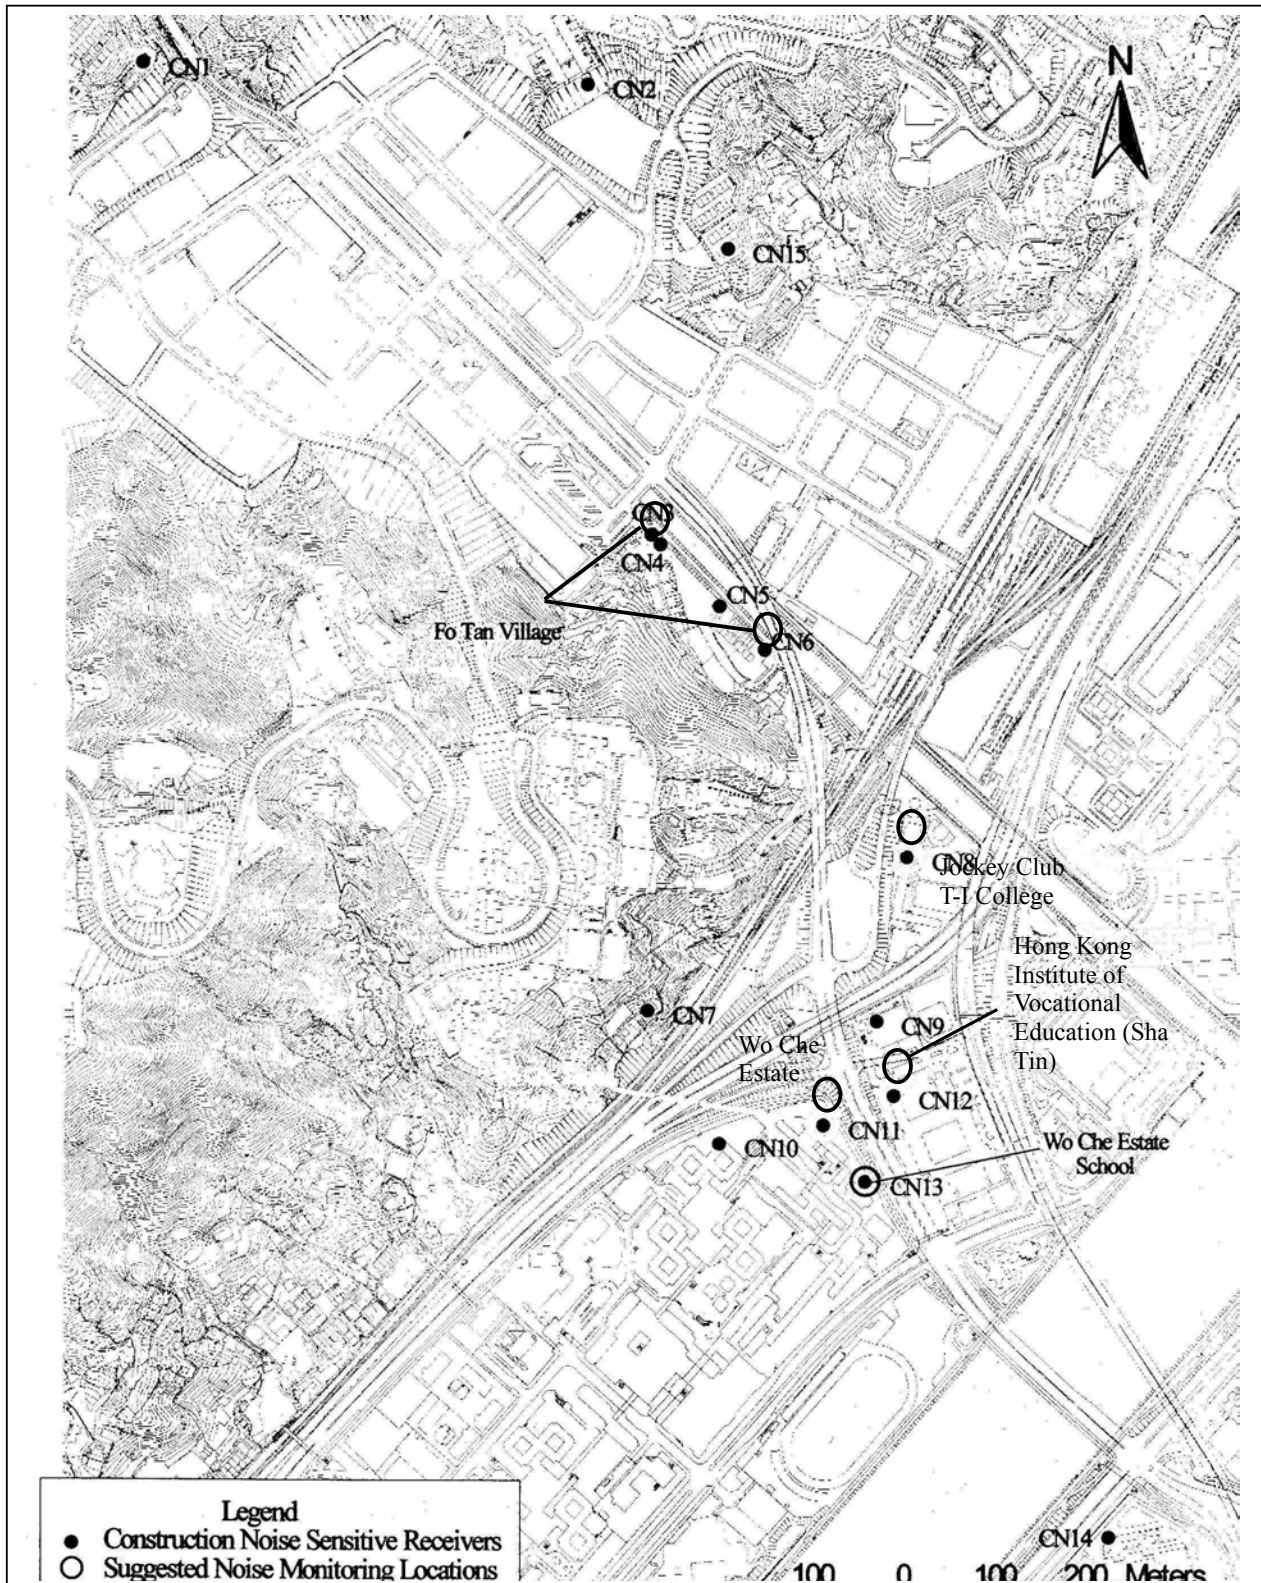 CN1
CN2
N
CN15
CN3
CN4
CN5
Fo Tan Village
CN6
CN8
Jockey Club
T-I College
Hong Kong
Institute of
Vocational
Education (Sha
Tin)
CN7
CN9
Wo Che
Estate
CN12
CN11
CN10
Wo Che Estate
School
CN13
Legend
Construction Noise Sensitive Receivers
Suggested Noise Monitoring Locations
CN14
100 0 100 200 Meters